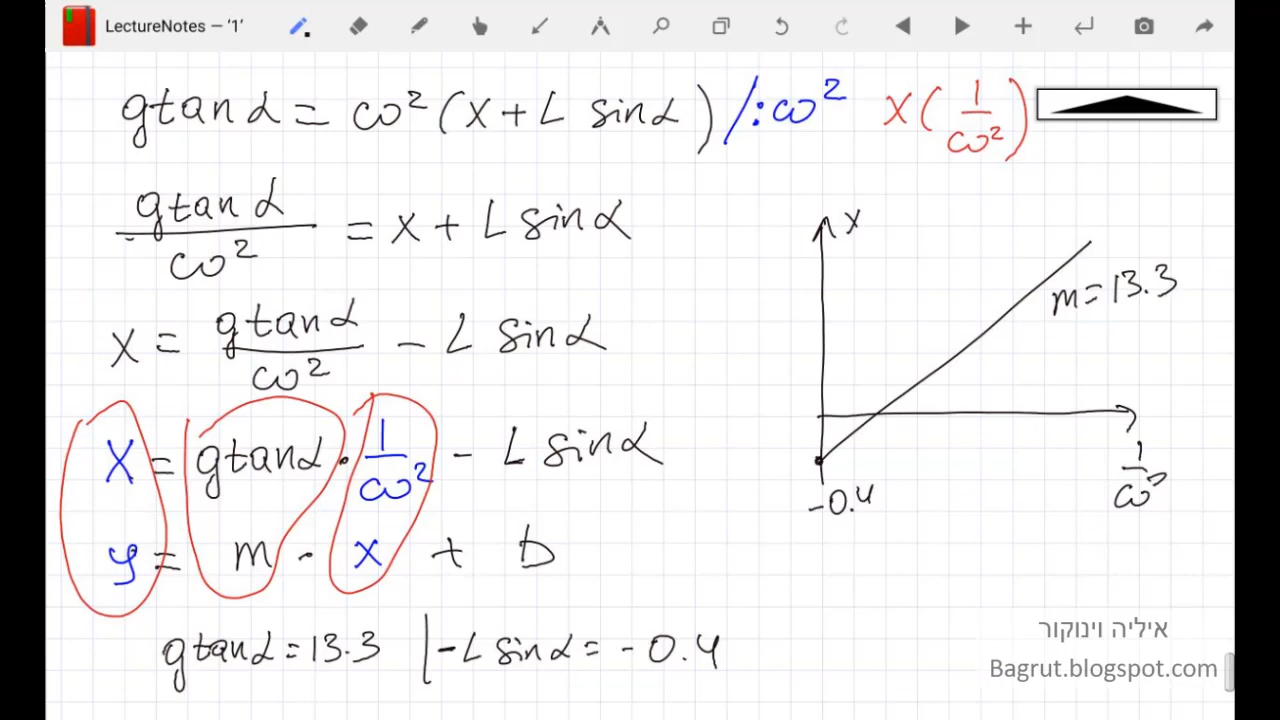 LectureNotes – '1'
g tan α = ω² (x + L sin α) /:ω² x(1/ω²)
g tan α/ω² = x + L sin α
x = g tan α/ω² - L sin α
x = g tan α · 1/ω² - L sin α
y = m · x + b
g tan α = 13.3 | -L sin α = -0.4
x
m = 13.3
-0.4
1/ω²
איליה וינוקור
Bagrut.blogspot.com